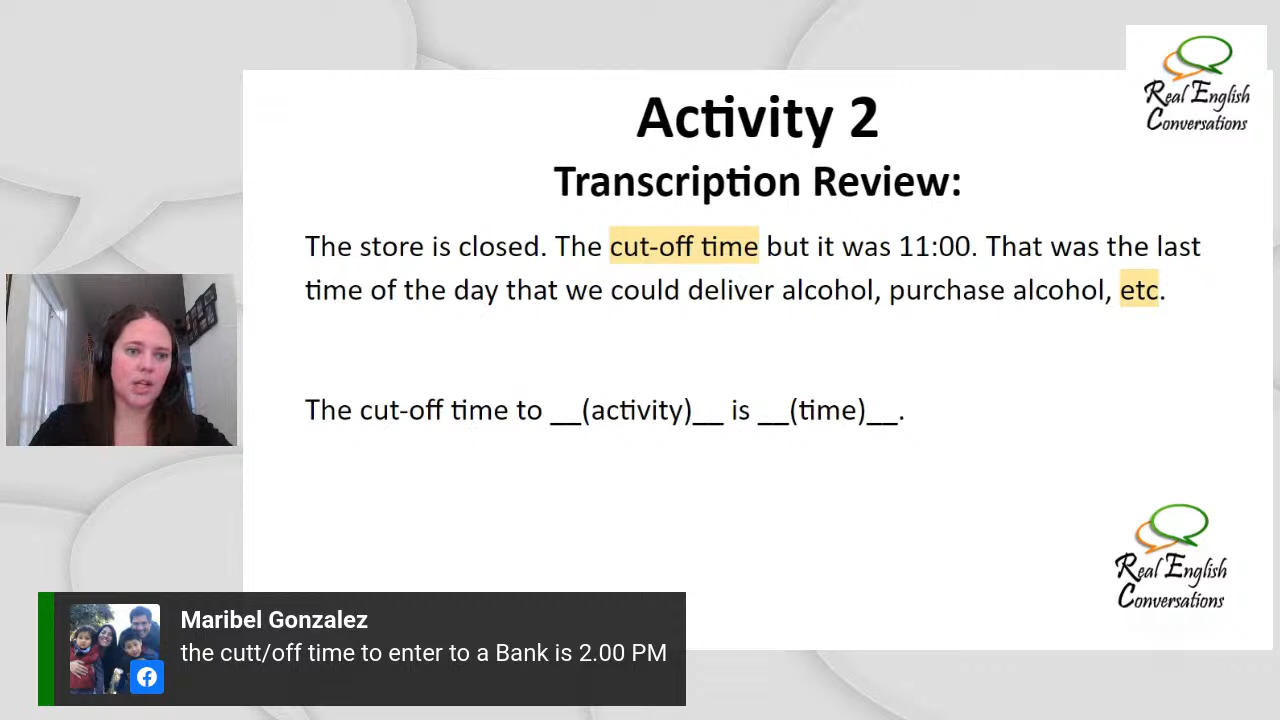 Real English
Conversations
Activity 2
Transcription Review:
The store is closed. The cut-off time but it was 11:00. That was the last
time of the day that we could deliver alcohol, purchase alcohol, etc.
The cut-off time to __(activity)__ is __(time)__.
Real English
Conversations
Maribel Gonzalez
the cutt/off time to enter to a Bank is 2.00 PM